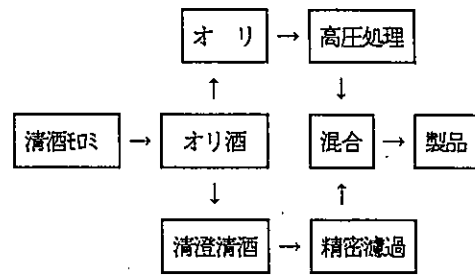 オリ → 高圧処理
↑ ↓
清酒ﾓﾛﾐ → オリ酒 混合 → 製品
↓ ↑
清澄清酒 → 精密濾過